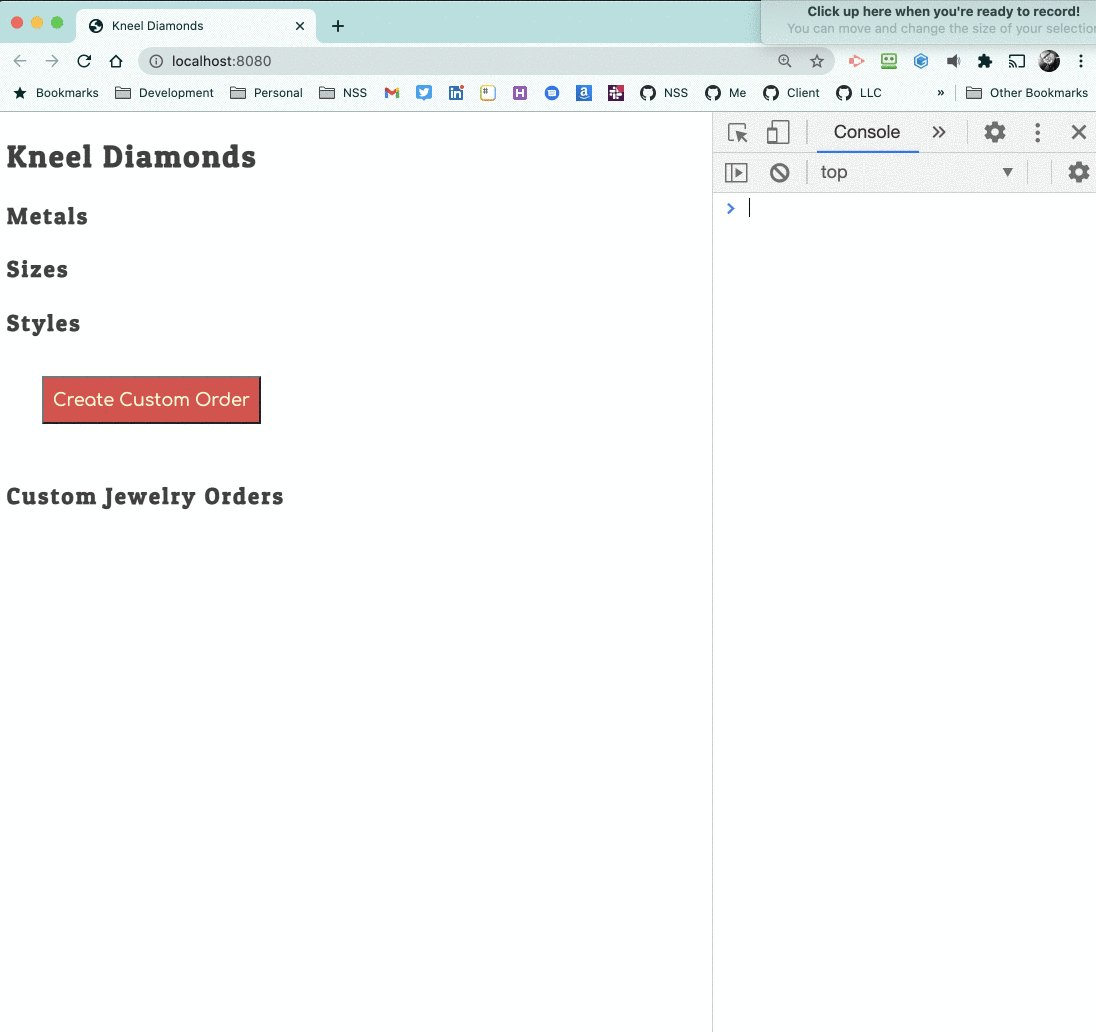 Kneel Diamonds
Click up here when you're ready to record!
You can move and change the size of your selection
localhost:8080
Bookmarks Development Personal NSS NSS Me Client LLC » Other Bookmarks
Console
top
Kneel Diamonds
Metals
Sizes
Styles
Create Custom Order
Custom Jewelry Orders